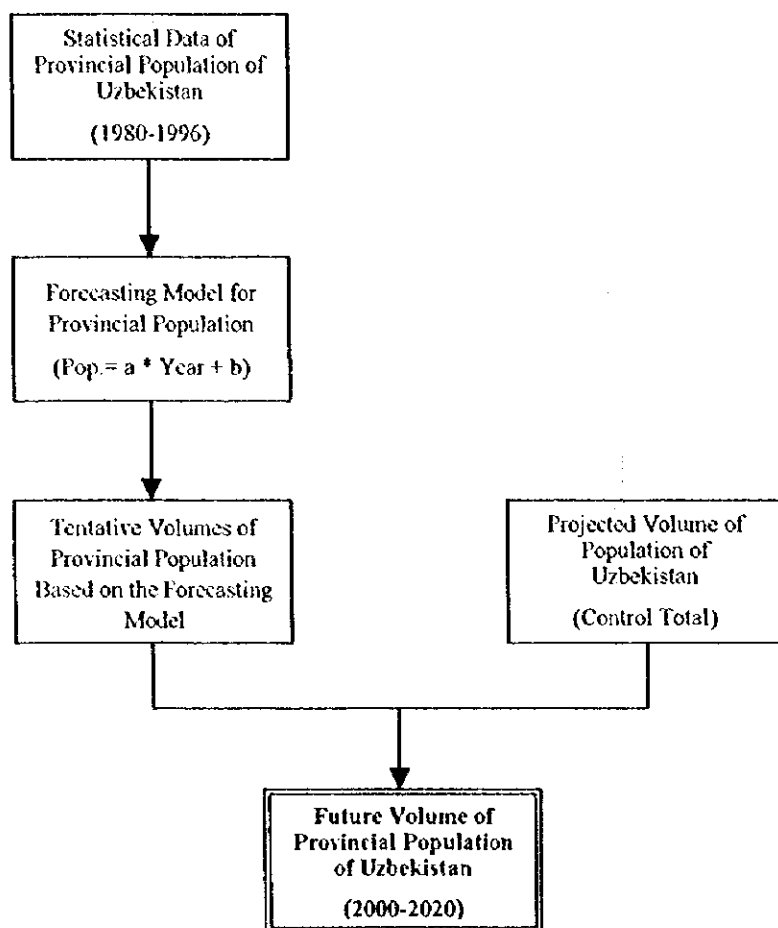 Statistical Data of
Provincial Population of
Uzbekistan
(1980-1996)
Forecasting Model for
Provincial Population
(Pop.= a * Year + b)
Tentative Volumes of
Provincial Population
Based on the Forecasting
Model
Projected Volume of
Population of
Uzbekistan
(Control Total)
Future Volume of
Provincial Population
of Uzbekistan
(2000-2020)